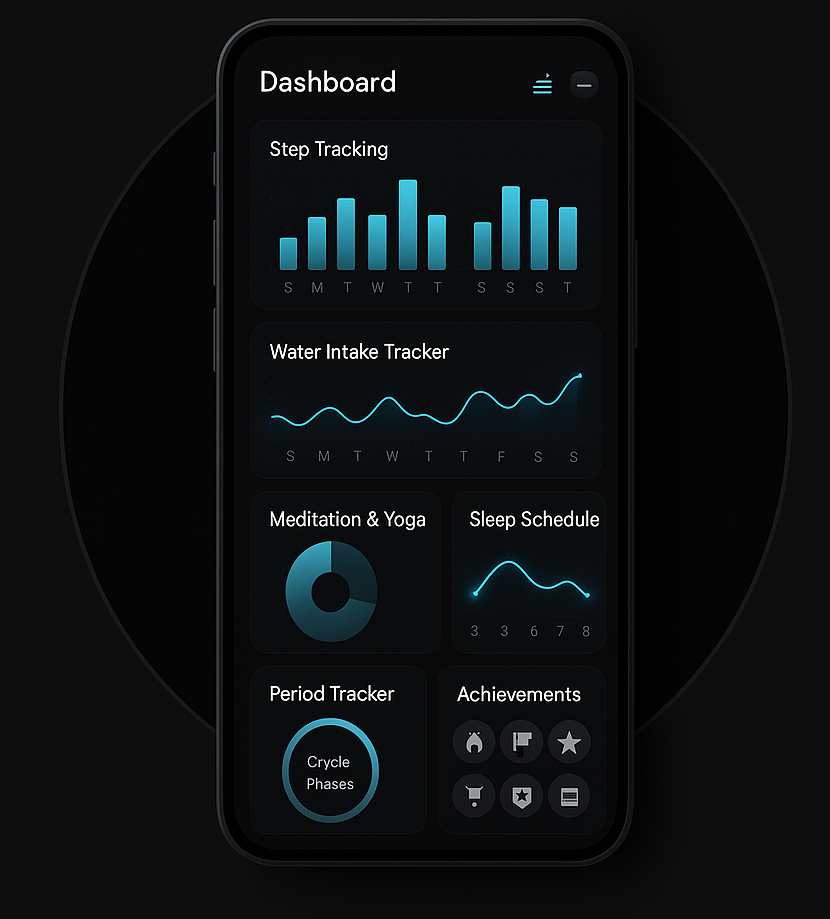 Dashboard
Step Tracking
S M T W T T S S S T
Water Intake Tracker
S M T W T T F S S
Meditation & Yoga
Sleep Schedule
3 3 6 7 8
Period Tracker
Crycle
Phases
Achievements